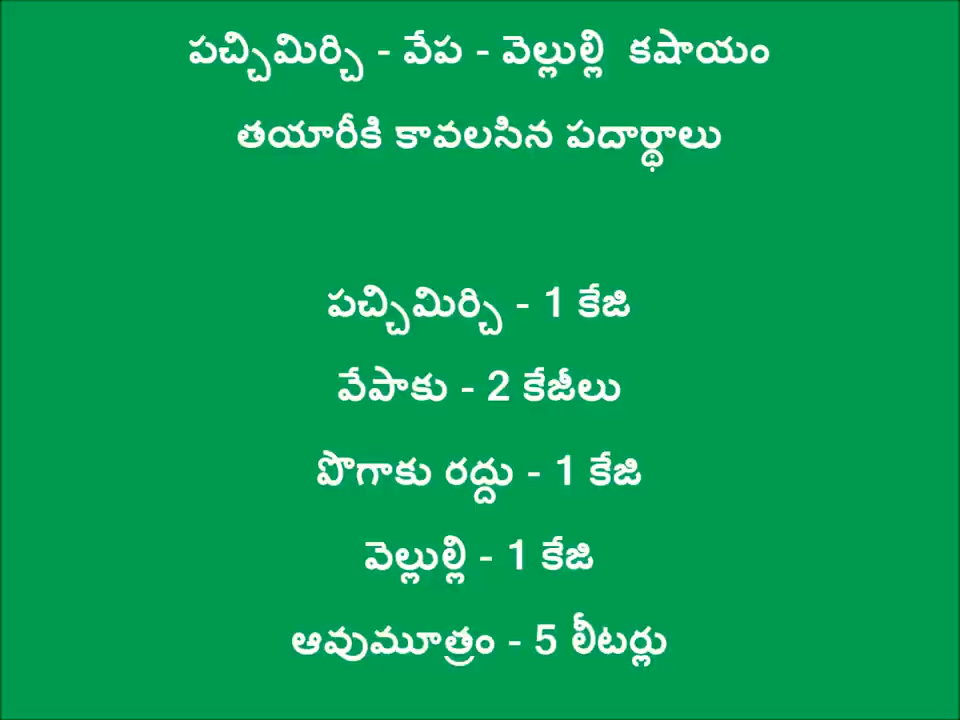 పచ్చిమిర్చి - వేప - వెల్లుల్లి కషాయం
తయారీకి కావలసిన పదార్థాలు
పచ్చిమిర్చి - 1 కేజి
వేపాకు - 2 కేజీలు
పొగాకు రద్దు - 1 కేజి
వెల్లుల్లి - 1 కేజి
ఆవుమూత్రం - 5 లీటర్లు